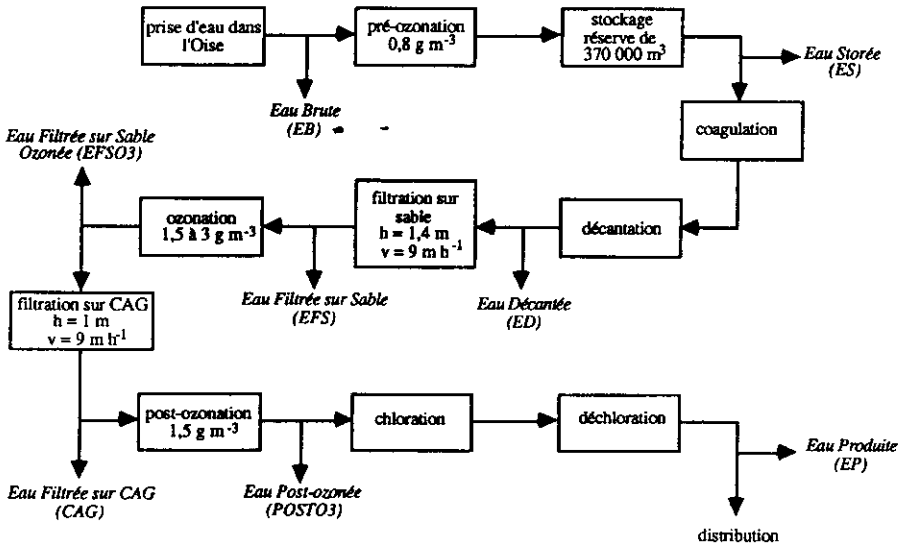 prise d'eau dans
l'Oise
pré-ozonation
0,8 g m⁻³
stockage
réserve de
370 000 m³
Eau Storée
(ES)
Eau Brute
(EB)
coagulation
Eau Filtrée sur Sable
Ozonée (EFSO3)
ozonation
1,5 à 3 g m⁻³
filtration sur
sable
h = 1,4 m
v = 9 m h⁻¹
décantation
Eau Filtrée sur Sable
(EFS)
Eau Décantée
(ED)
filtration sur CAG
h = 1 m
v = 9 m h⁻¹
post-ozonation
1,5 g m⁻³
chloration
déchloration
Eau Produite
(EP)
Eau Filtrée sur CAG
(CAG)
Eau Post-ozonée
(POSTO3)
distribution